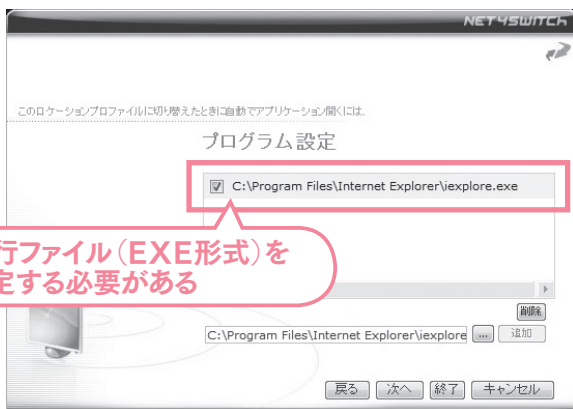 NET4SWITCH
このロケーションプロファイルに切り替えたときに自動でアプリケーション開くには、
プログラム設定
C:\Program Files\Internet Explorer\iexplore.exe
行ファイル（EXE形式）を
定する必要がある
削除
C:\Program Files\Internet Explorer\iexplore ... 追加
戻る 次へ 終了 キャンセル